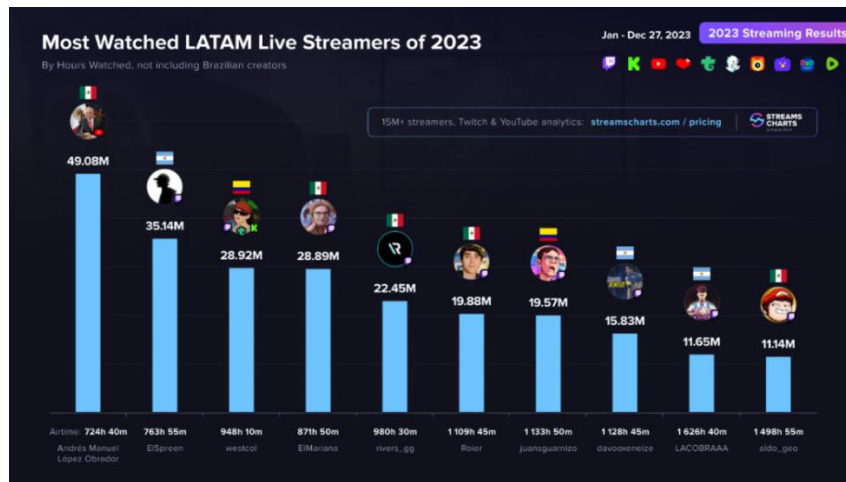 Most Watched LATAM Live Streamers of 2023
Jan - Dec 27, 2023
2023 Streaming Results
By Hours Watched, not including Brazilian creators
15M+ streamers, Twitch & YouTube analytics: streamscharts.com / pricing
STREAMS
CHARTS
49.08M
35.14M
28.92M
28.89M
22.45M
19.88M
19.57M
15.83M
11.65M
11.14M
Airtime: 724h 40m
763h 55m
948h 10m
871h 50m
980h 30m
1 109h 45m
1 133h 50m
1 128h 45m
1 626h 40m
1 498h 55m
Andrés Manuel
López Obrador
ElSpreen
westcol
ElMariana
rivers_gg
Roier
juansguarnizo
davooxeneize
LACOBRAAA
aldo_geo